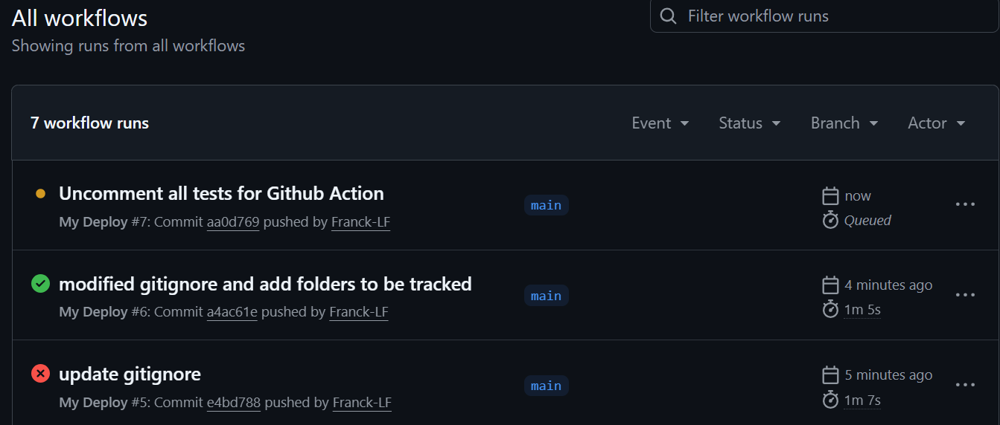 All workflows
Filter workflow runs
Showing runs from all workflows
7 workflow runs
Event
Status
Branch
Actor
Uncomment all tests for Github Action
My Deploy #7: Commit aa0d769 pushed by Franck-LF
main
now
Queued
modified gitignore and add folders to be tracked
My Deploy #6: Commit a4ac61e pushed by Franck-LF
main
4 minutes ago
1m 5s
update gitignore
My Deploy #5: Commit e4bd788 pushed by Franck-LF
main
5 minutes ago
1m 7s